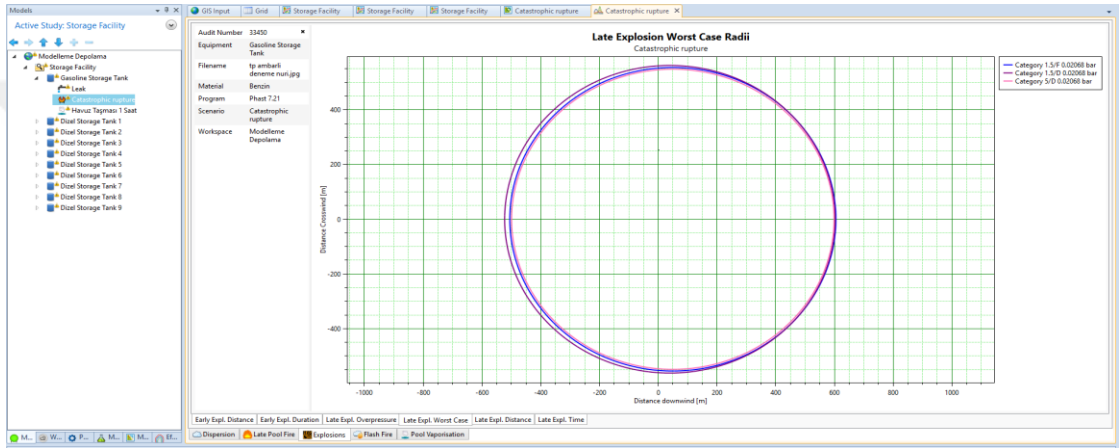 Models
Active Study: Storage Facility
Modelleme Depolama
Storage Facility
Gasoline Storage Tank
Leak
Catastrophic rupture
Havuz Taşması 1 Saat
Dizel Storage Tank 1
Dizel Storage Tank 2
Dizel Storage Tank 3
Dizel Storage Tank 4
Dizel Storage Tank 5
Dizel Storage Tank 6
Dizel Storage Tank 7
Dizel Storage Tank 8
Dizel Storage Tank 9
M... W... P... M... M... Ef...
GIS Input Grid Storage Facility Storage Facility Storage Facility Catastrophic rupture Catastrophic rupture
Audit Number 33450
Equipment Gasoline Storage
Tank
Filename tp ambarli
deneme nuri.jpg
Material Benzin
Program Phast 7.21
Scenario Catastrophic
rupture
Workspace Modelleme
Depolama
Late Explosion Worst Case Radii
Catastrophic rupture
Category 1.5/F 0.02068 bar
Category 1.5/D 0.02068 bar
Category 5/D 0.02068 bar
Distance Crosswind [m]
400
200
0
-200
-400
-1000 -800 -600 -400 -200 0 200 400 600 800 1000
Distance downwind [m]
Early Expl. Distance Early Expl. Duration Late Expl. Overpressure Late Expl. Worst Case Late Expl. Distance Late Expl. Time
Dispersion Late Pool Fire Explosions Flash Fire Pool Vaporisation